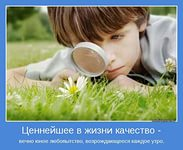 Ценнейшее в жизни качество -
вечно юное любопытство, возрождающееся каждое утро.